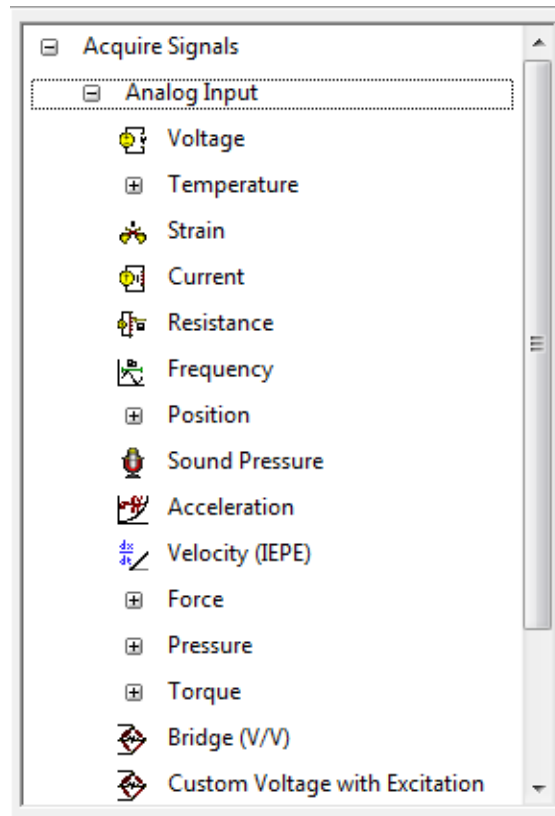 Acquire Signals
Analog Input
Voltage
Temperature
Strain
Current
Resistance
Frequency
Position
Sound Pressure
Acceleration
dx
dt
Velocity (IEPE)
Force
Pressure
Torque
Bridge (V/V)
Custom Voltage with Excitation